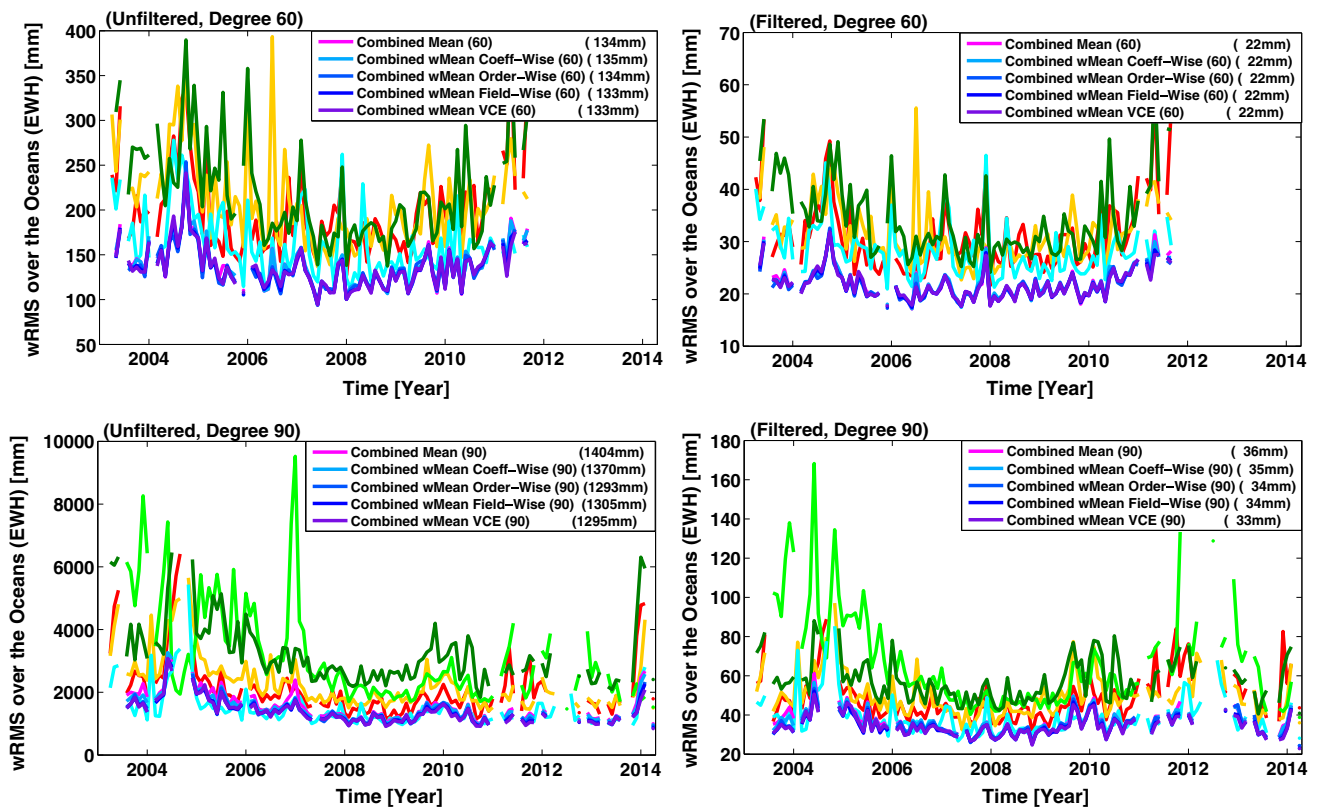 (Unfiltered, Degree 60)
wRMS over the Oceans (EWH) [mm]
400
350
300
250
200
150
100
50
Combined Mean (60) ( 134mm)
Combined wMean Coeff–Wise (60) ( 135mm)
Combined wMean Order–Wise (60) ( 134mm)
Combined wMean Field–Wise (60) ( 133mm)
Combined wMean VCE (60) ( 133mm)
2004 2006 2008 2010 2012 2014
Time [Year]
(Filtered, Degree 60)
wRMS over the Oceans (EWH) [mm]
70
60
50
40
30
20
10
Combined Mean (60) ( 22mm)
Combined wMean Coeff–Wise (60) ( 22mm)
Combined wMean Order–Wise (60) ( 22mm)
Combined wMean Field–Wise (60) ( 22mm)
Combined wMean VCE (60) ( 22mm)
2004 2006 2008 2010 2012 2014
Time [Year]
(Unfiltered, Degree 90)
wRMS over the Oceans (EWH) [mm]
10000
8000
6000
4000
2000
0
Combined Mean (90) (1404mm)
Combined wMean Coeff–Wise (90) (1370mm)
Combined wMean Order–Wise (90) (1293mm)
Combined wMean Field–Wise (90) (1305mm)
Combined wMean VCE (90) (1295mm)
2004 2006 2008 2010 2012 2014
Time [Year]
(Filtered, Degree 90)
wRMS over the Oceans (EWH) [mm]
180
160
140
120
100
80
60
40
20
Combined Mean (90) ( 36mm)
Combined wMean Coeff–Wise (90) ( 35mm)
Combined wMean Order–Wise (90) ( 34mm)
Combined wMean Field–Wise (90) ( 34mm)
Combined wMean VCE (90) ( 33mm)
2004 2006 2008 2010 2012 2014
Time [Year]